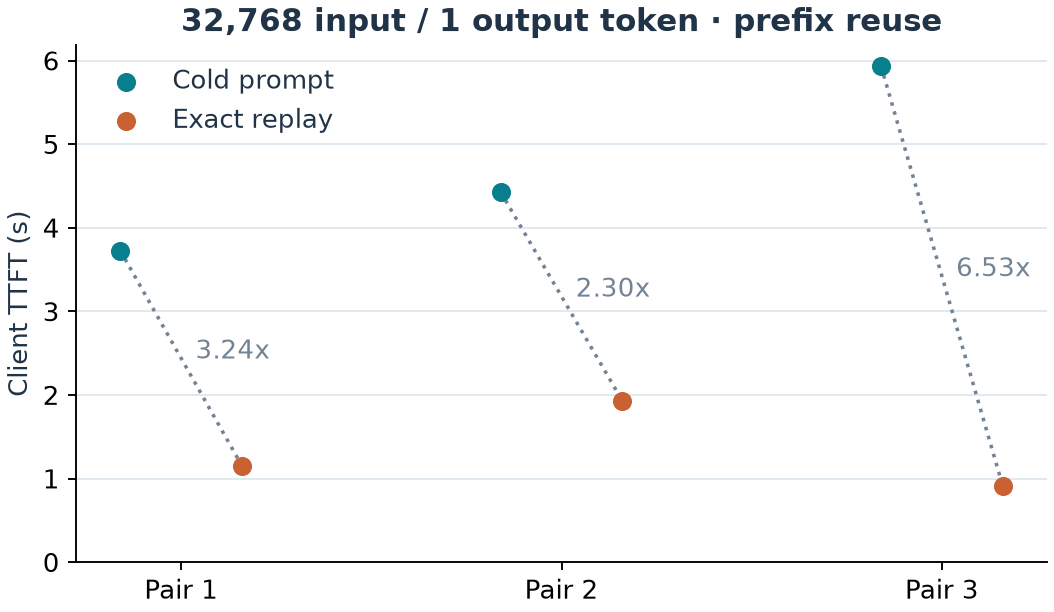 32,768 input / 1 output token · prefix reuse
Cold prompt
Exact replay
Client TTFT (s)
6
5
4
3
2
1
0
3.24x
2.30x
6.53x
Pair 1
Pair 2
Pair 3